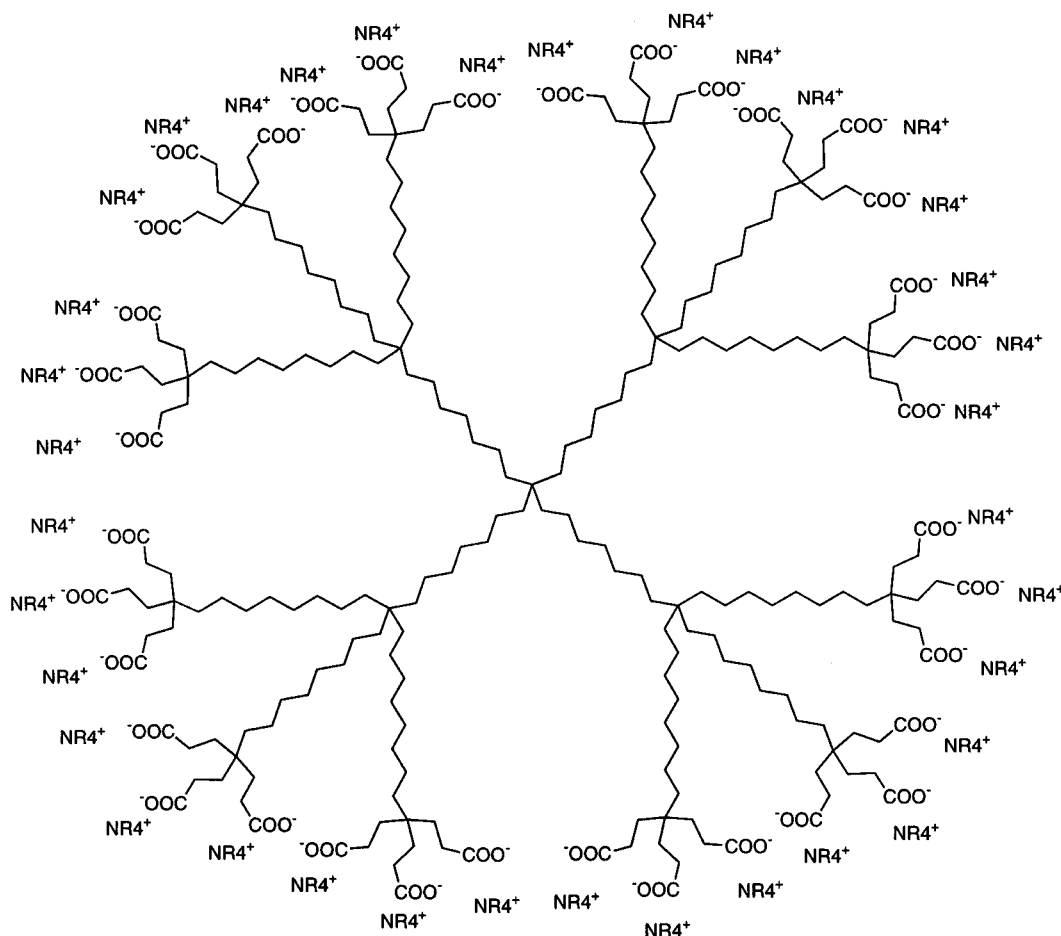 NR4⁺
NR4⁺
NR4⁺ COO⁻ NR4⁺
⁻OOC NR4⁺
NR4⁺
⁻OOC COO⁻
NR4⁺ ⁻OOC COO⁻ NR4⁺
⁻OOC
NR4⁺ COO⁻ COO⁻ NR4⁺
⁻OOC
NR4⁺ COO⁻ NR4⁺
⁻OOC
COO⁻ NR4⁺
NR4⁺ ⁻OOC
COO⁻ NR4⁺
NR4⁺ ⁻OOC
COO⁻ NR4⁺
NR4⁺ ⁻OOC
NR4⁺ ⁻OOC COO⁻ NR4⁺
NR4⁺ ⁻OOC COO⁻ NR4⁺
NR4⁺ ⁻OOC COO⁻ NR4⁺
NR4⁺ ⁻OOC COO⁻ NR4⁺
⁻OOC COO⁻
NR4⁺ COO⁻ ⁻OOC NR4⁺
NR4⁺ ⁻OOC COO⁻ ⁻OOC COO⁻ NR4⁺
NR4⁺ COO⁻ ⁻OOC NR4⁺
NR4⁺ NR4⁺
NR4⁺ NR4⁺